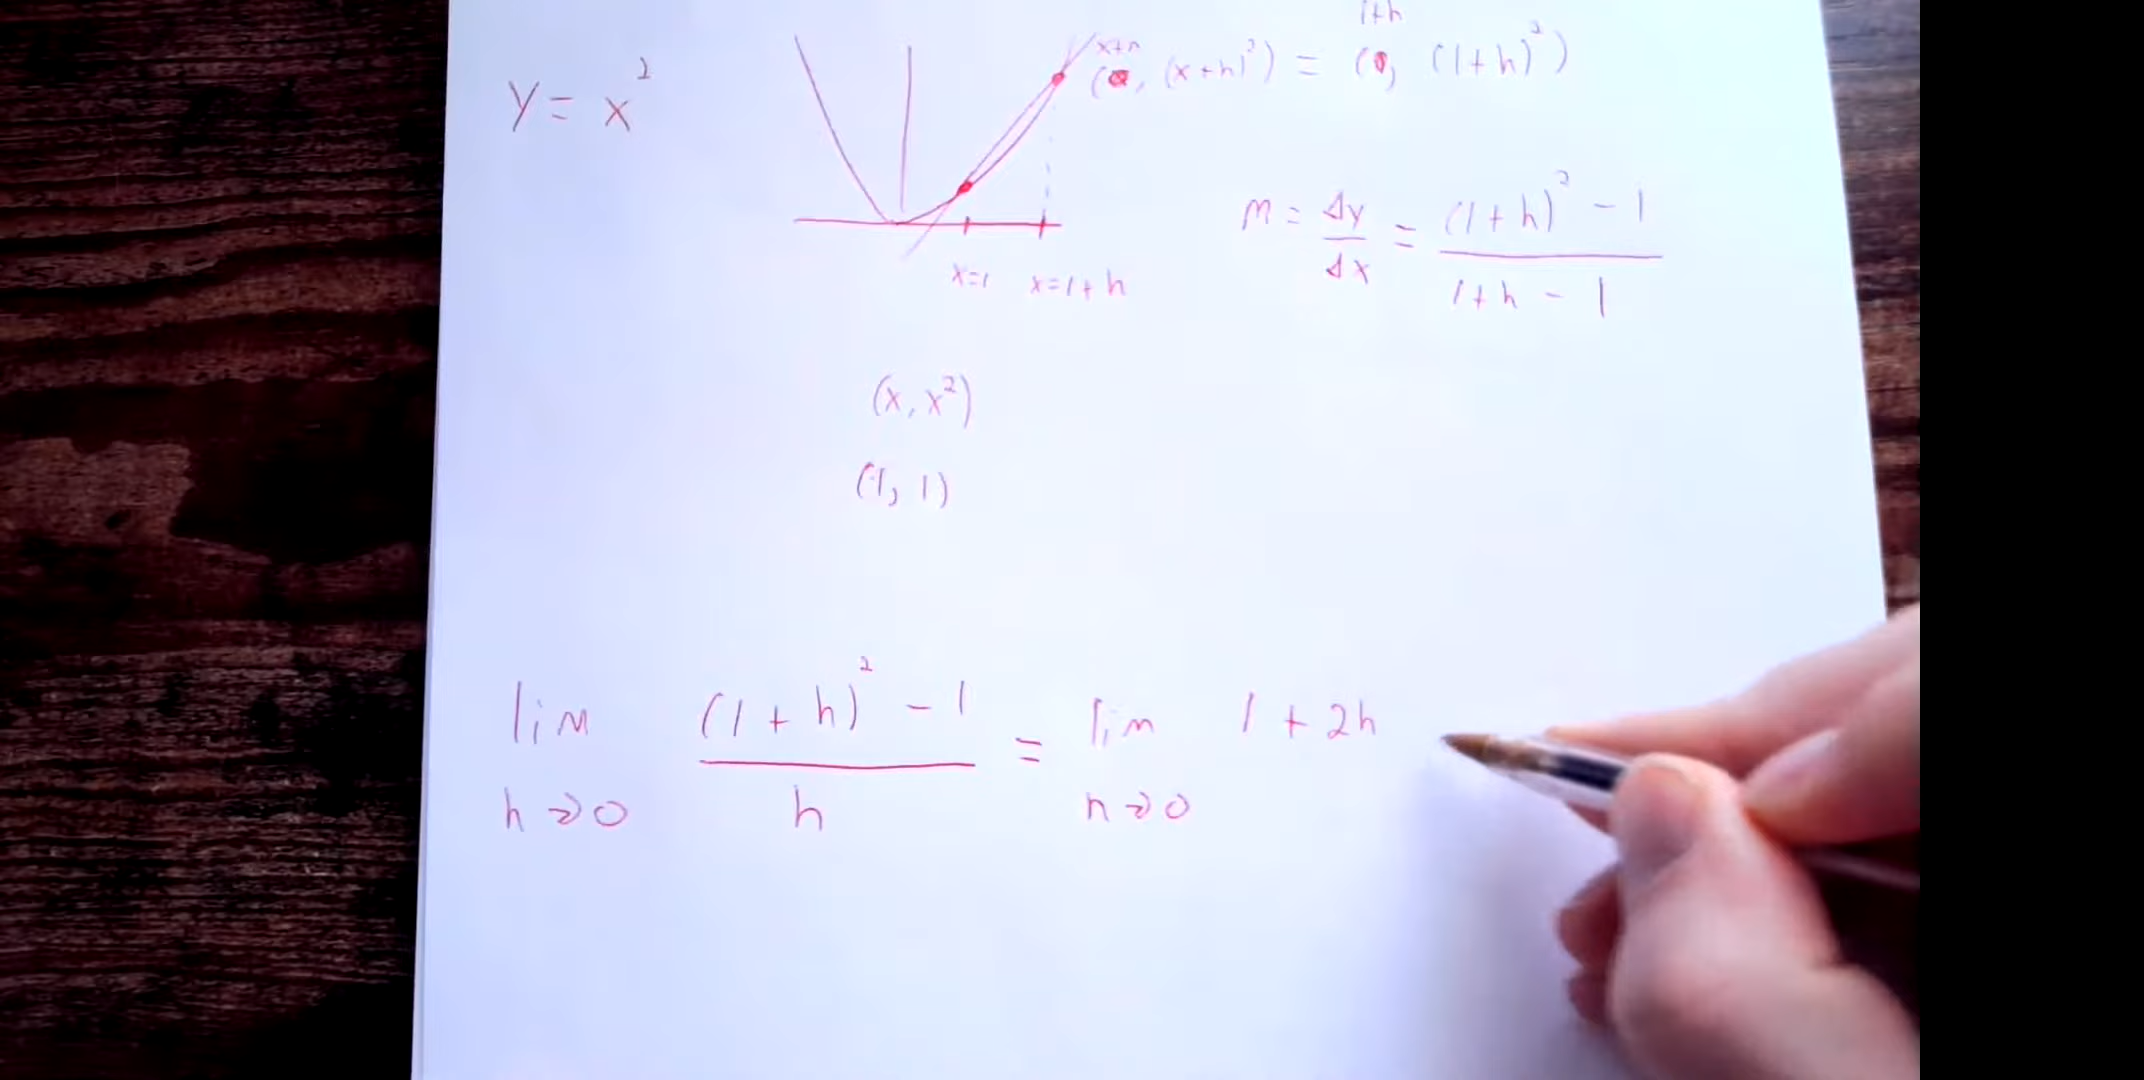 y = x²
(x+h, (x+h)²) = (1+h, (1+h)²)
m = Δy/Δx = ((1+h)² - 1)/(1+h - 1)
x=1 x=1+h
(x, x²)
(1, 1)
lim h→0 ((1+h)² - 1)/h = lim h→0 1 + 2h